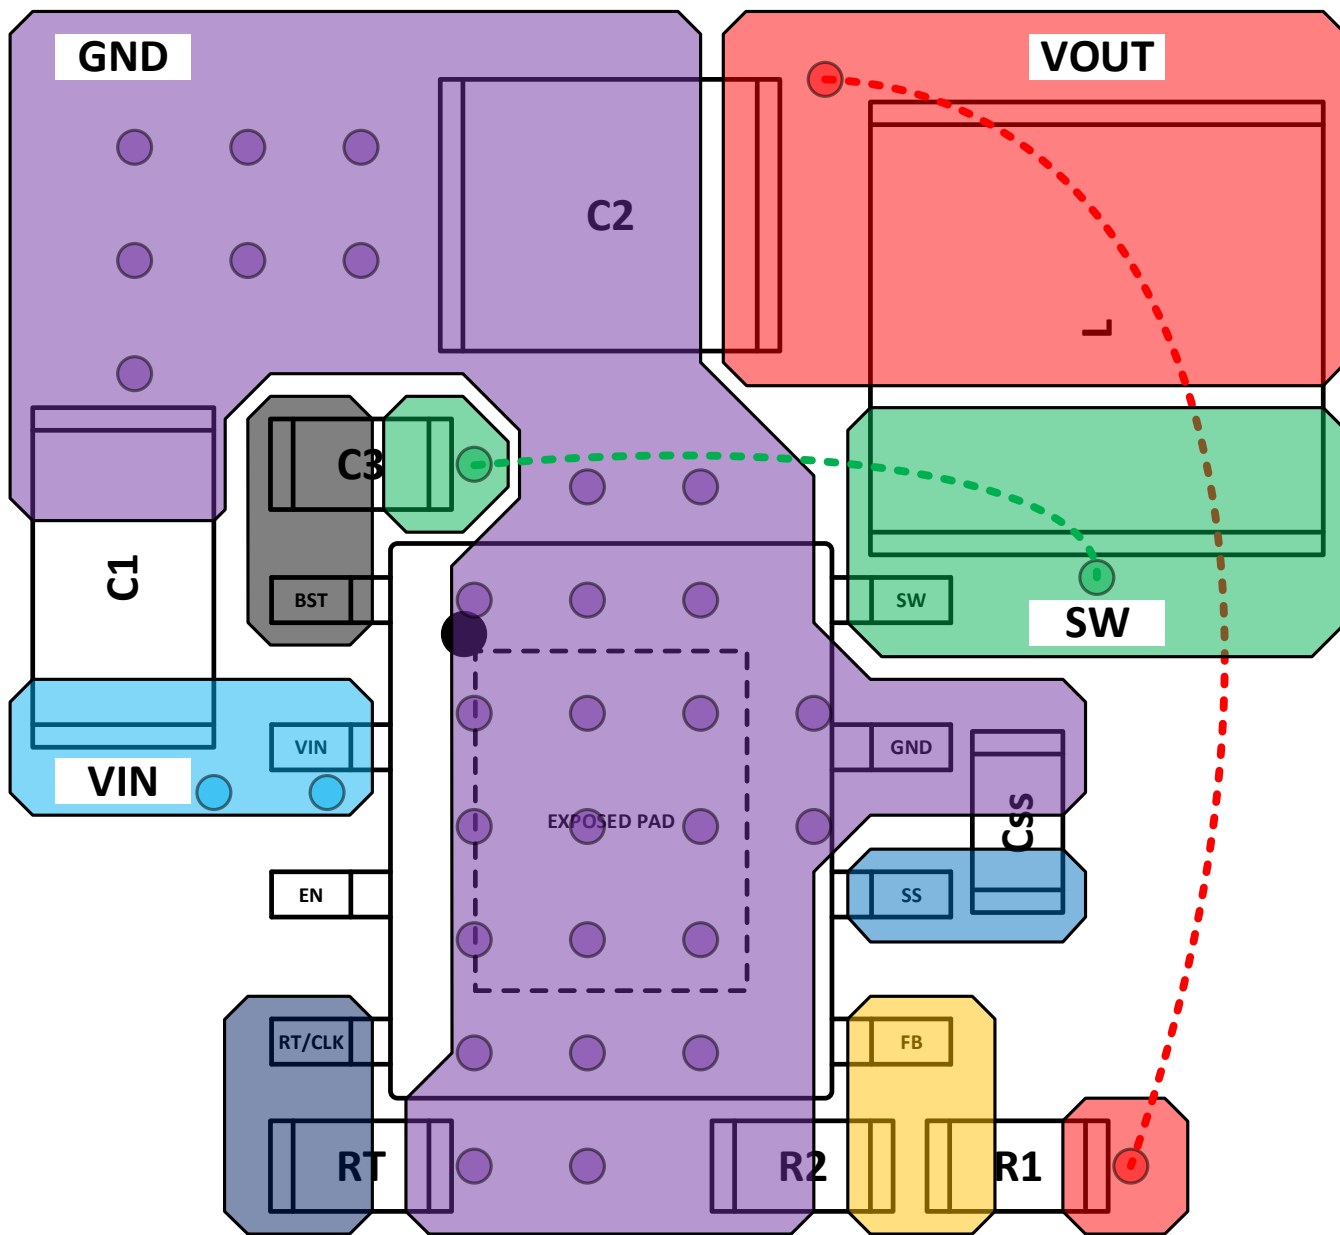 GND
VOUT
C2
L
C3
C1
BST
SW
SW
VIN
GND
VIN
EXPOSED PAD
Css
EN
SS
RT/CLK
FB
RT
R2
R1